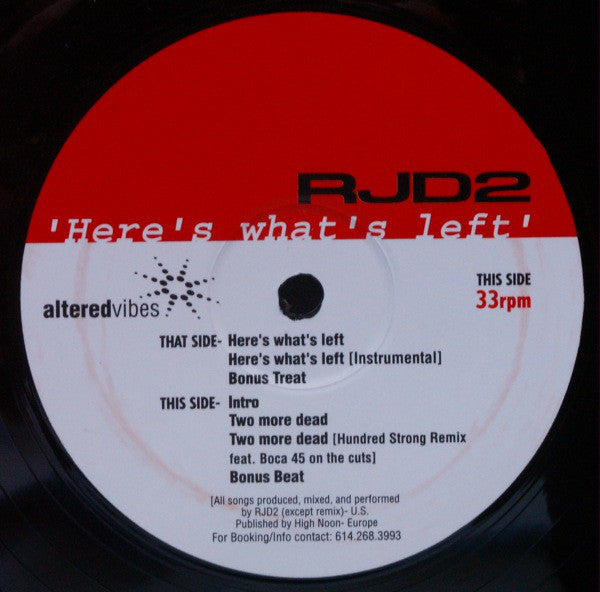 RJD2
'Here's what's left'
alteredvibes
THIS SIDE
33rpm
THAT SIDE- Here's what's left
Here's what's left [Instrumental]
Bonus Treat
THIS SIDE- Intro
Two more dead
Two more dead [Hundred Strong Remix
feat. Boca 45 on the cuts]
Bonus Beat
[All songs produced, mixed, and performed
by RJD2 (except remix)- U.S.
Published by High Noon- Europe
For Booking/Info contact: 614.268.3993